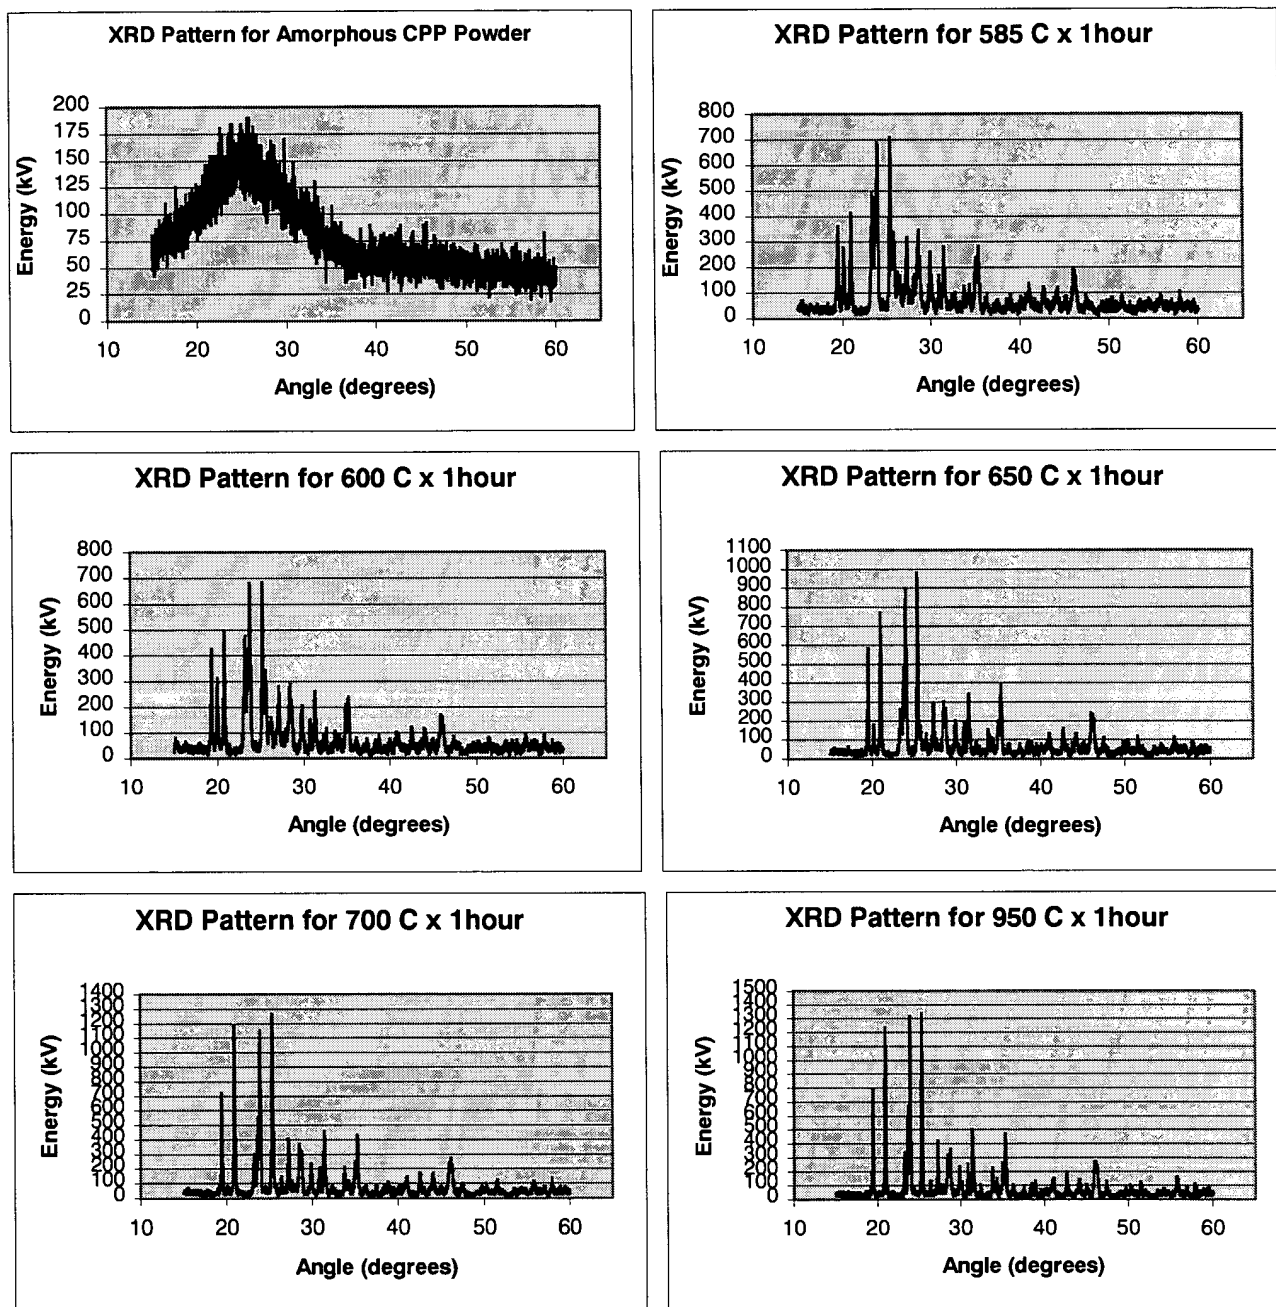 XRD Pattern for Amorphous CPP Powder
200
175
150
125
100
75
50
25
0
Energy (kV)
10 20 30 40 50 60
Angle (degrees)
XRD Pattern for 585 C x 1hour
800
700
600
500
400
300
200
100
0
Energy (kV)
10 20 30 40 50 60
Angle (degrees)
XRD Pattern for 600 C x 1hour
800
700
600
500
400
300
200
100
0
Energy (kV)
10 20 30 40 50 60
Angle (degrees)
XRD Pattern for 650 C x 1hour
1100
1000
900
800
700
600
500
400
300
200
100
0
Energy (kV)
10 20 30 40 50 60
Angle (degrees)
XRD Pattern for 700 C x 1hour
1400
1300
1200
1100
1000
900
800
700
600
500
400
300
200
100
0
Energy (kV)
10 20 30 40 50 60
Angle (degrees)
XRD Pattern for 950 C x 1hour
1500
1400
1300
1200
1100
1000
900
800
700
600
500
400
300
200
100
0
Energy (kV)
10 20 30 40 50 60
Angle (degrees)